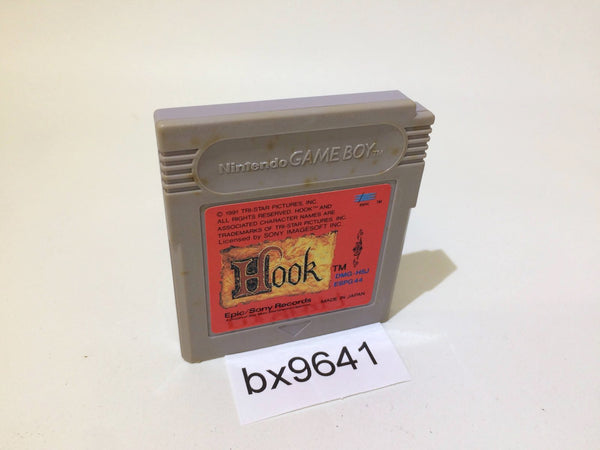 Nintendo GAME BOY™
© 1991 TRI-STAR PICTURES, INC.
ALL RIGHTS RESERVED. HOOK™ AND
ASSOCIATED CHARACTER NAMES ARE
TRADEMARKS OF TRI-STAR PICTURES, INC.
Licensed by SONY IMAGESOFT INC.
Hook ™
DMG-HSJ
ESPG.44
Epic/Sony Records
MADE IN JAPAN
bx9641